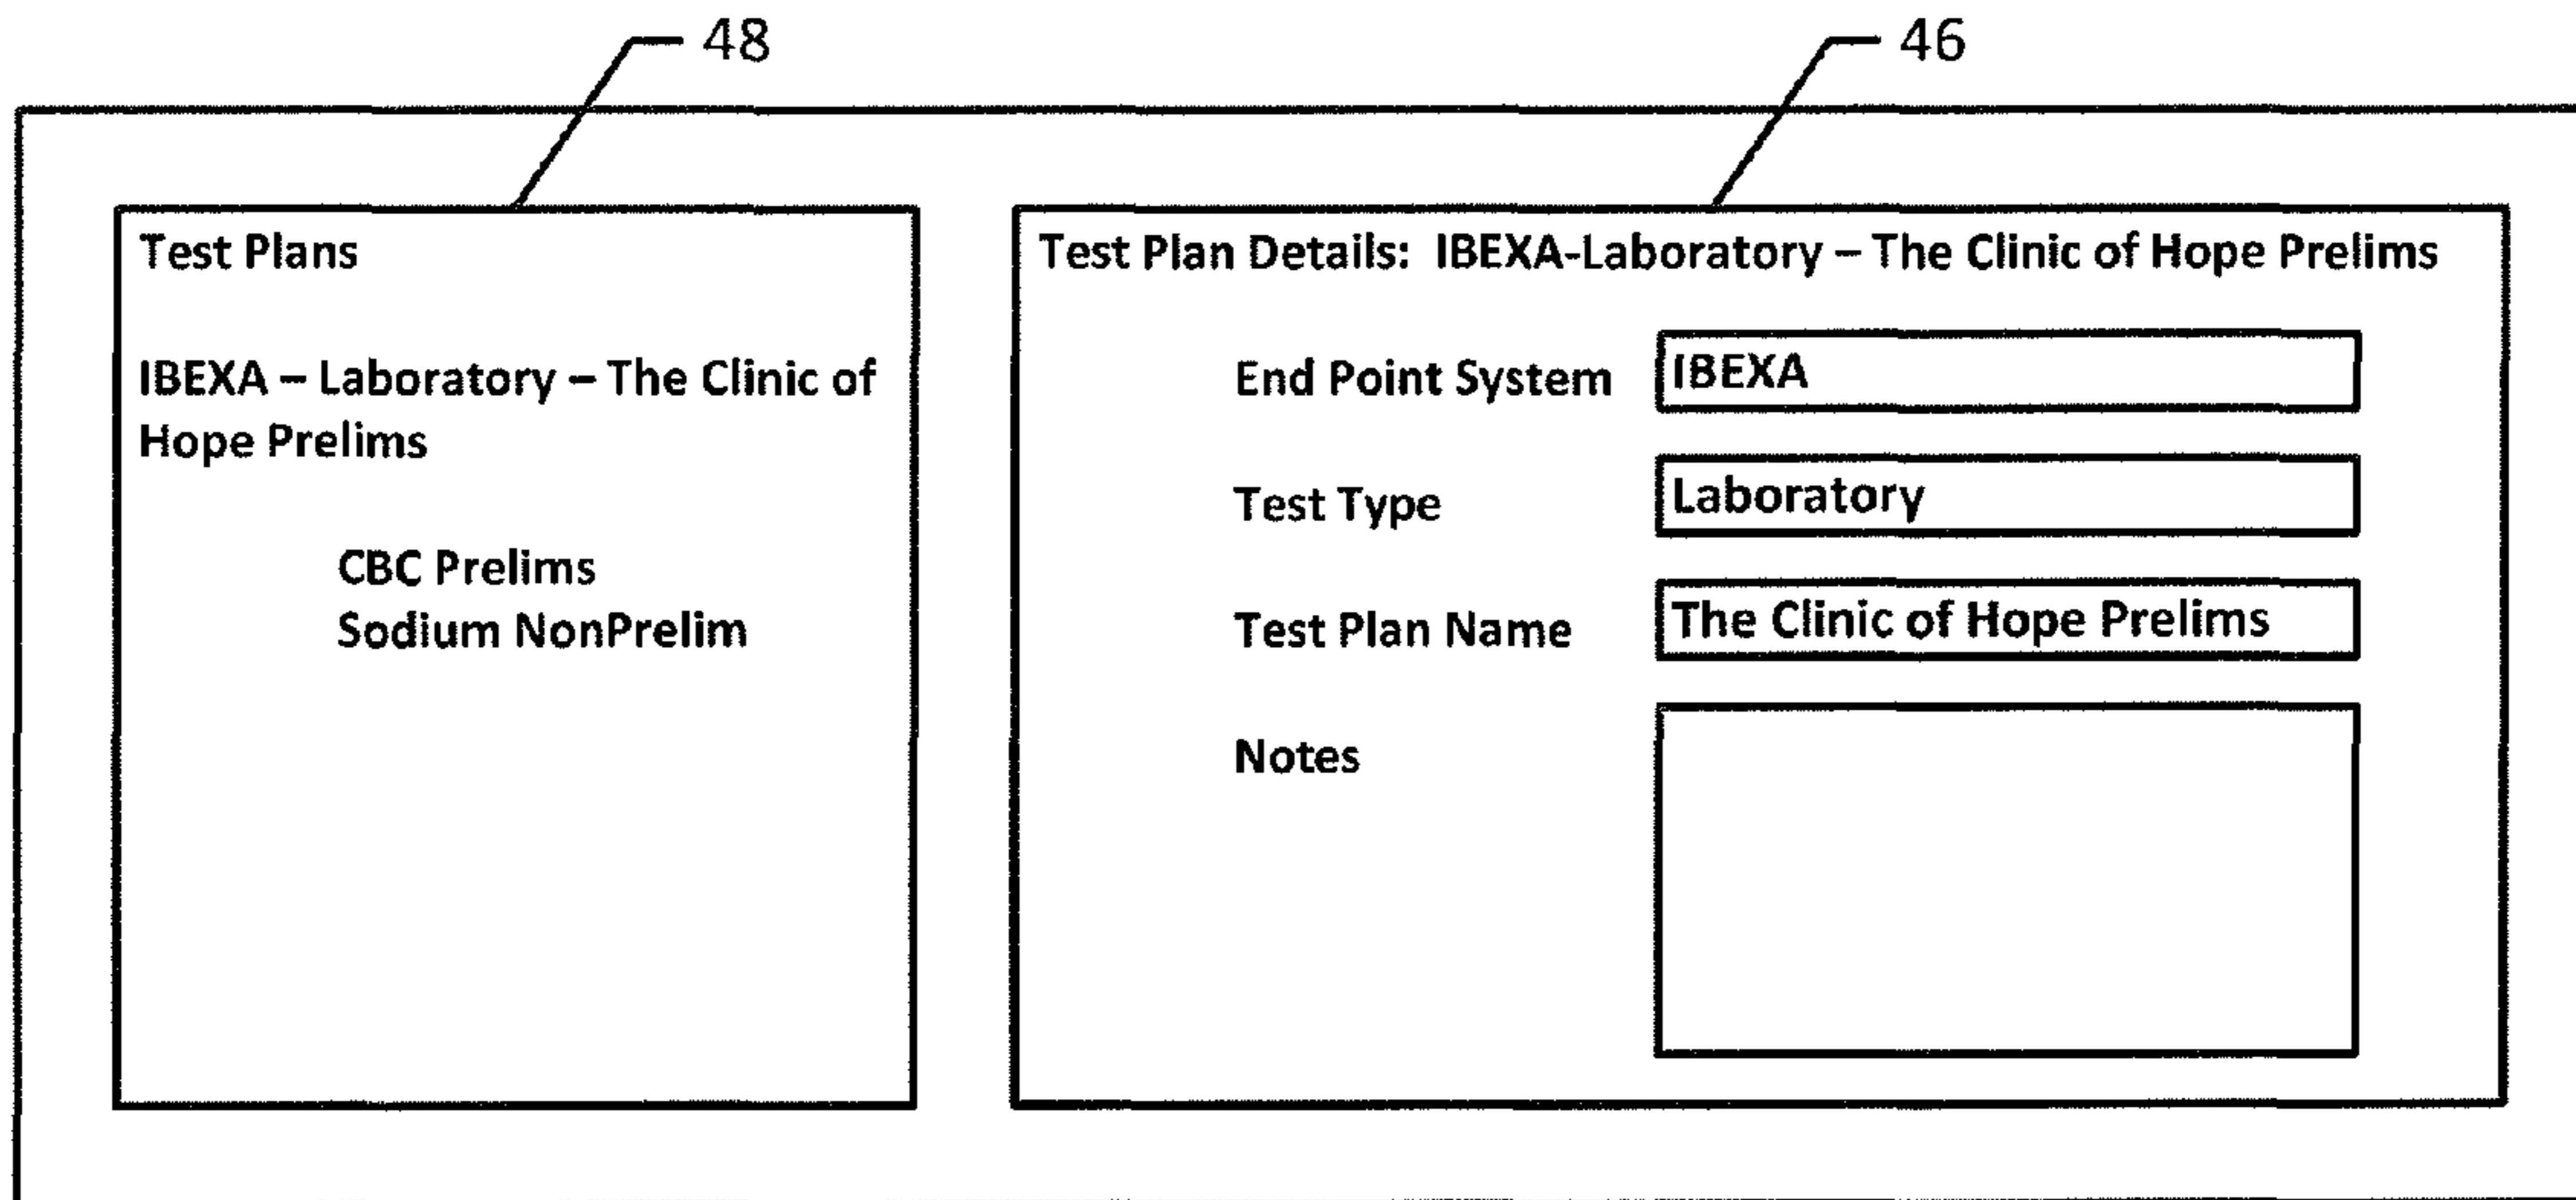 48
46
Test Plans
IBEXA – Laboratory – The Clinic of
Hope Prelims
CBC Prelims
Sodium NonPrelim
Test Plan Details:  IBEXA-Laboratory – The Clinic of Hope Prelims
End Point System
IBEXA
Test Type
Laboratory
Test Plan Name
The Clinic of Hope Prelims
Notes